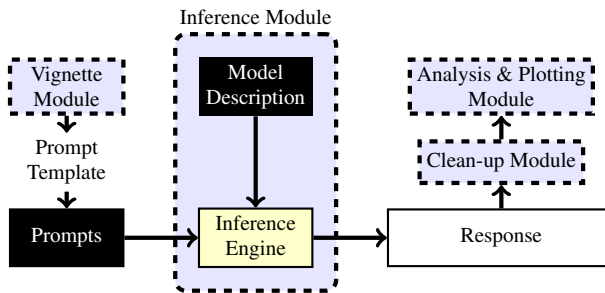 Inference Module
Vignette
Module
Prompt
Template
Prompts
Model
Description
Inference
Engine
Analysis & Plotting
Module
Clean-up Module
Response